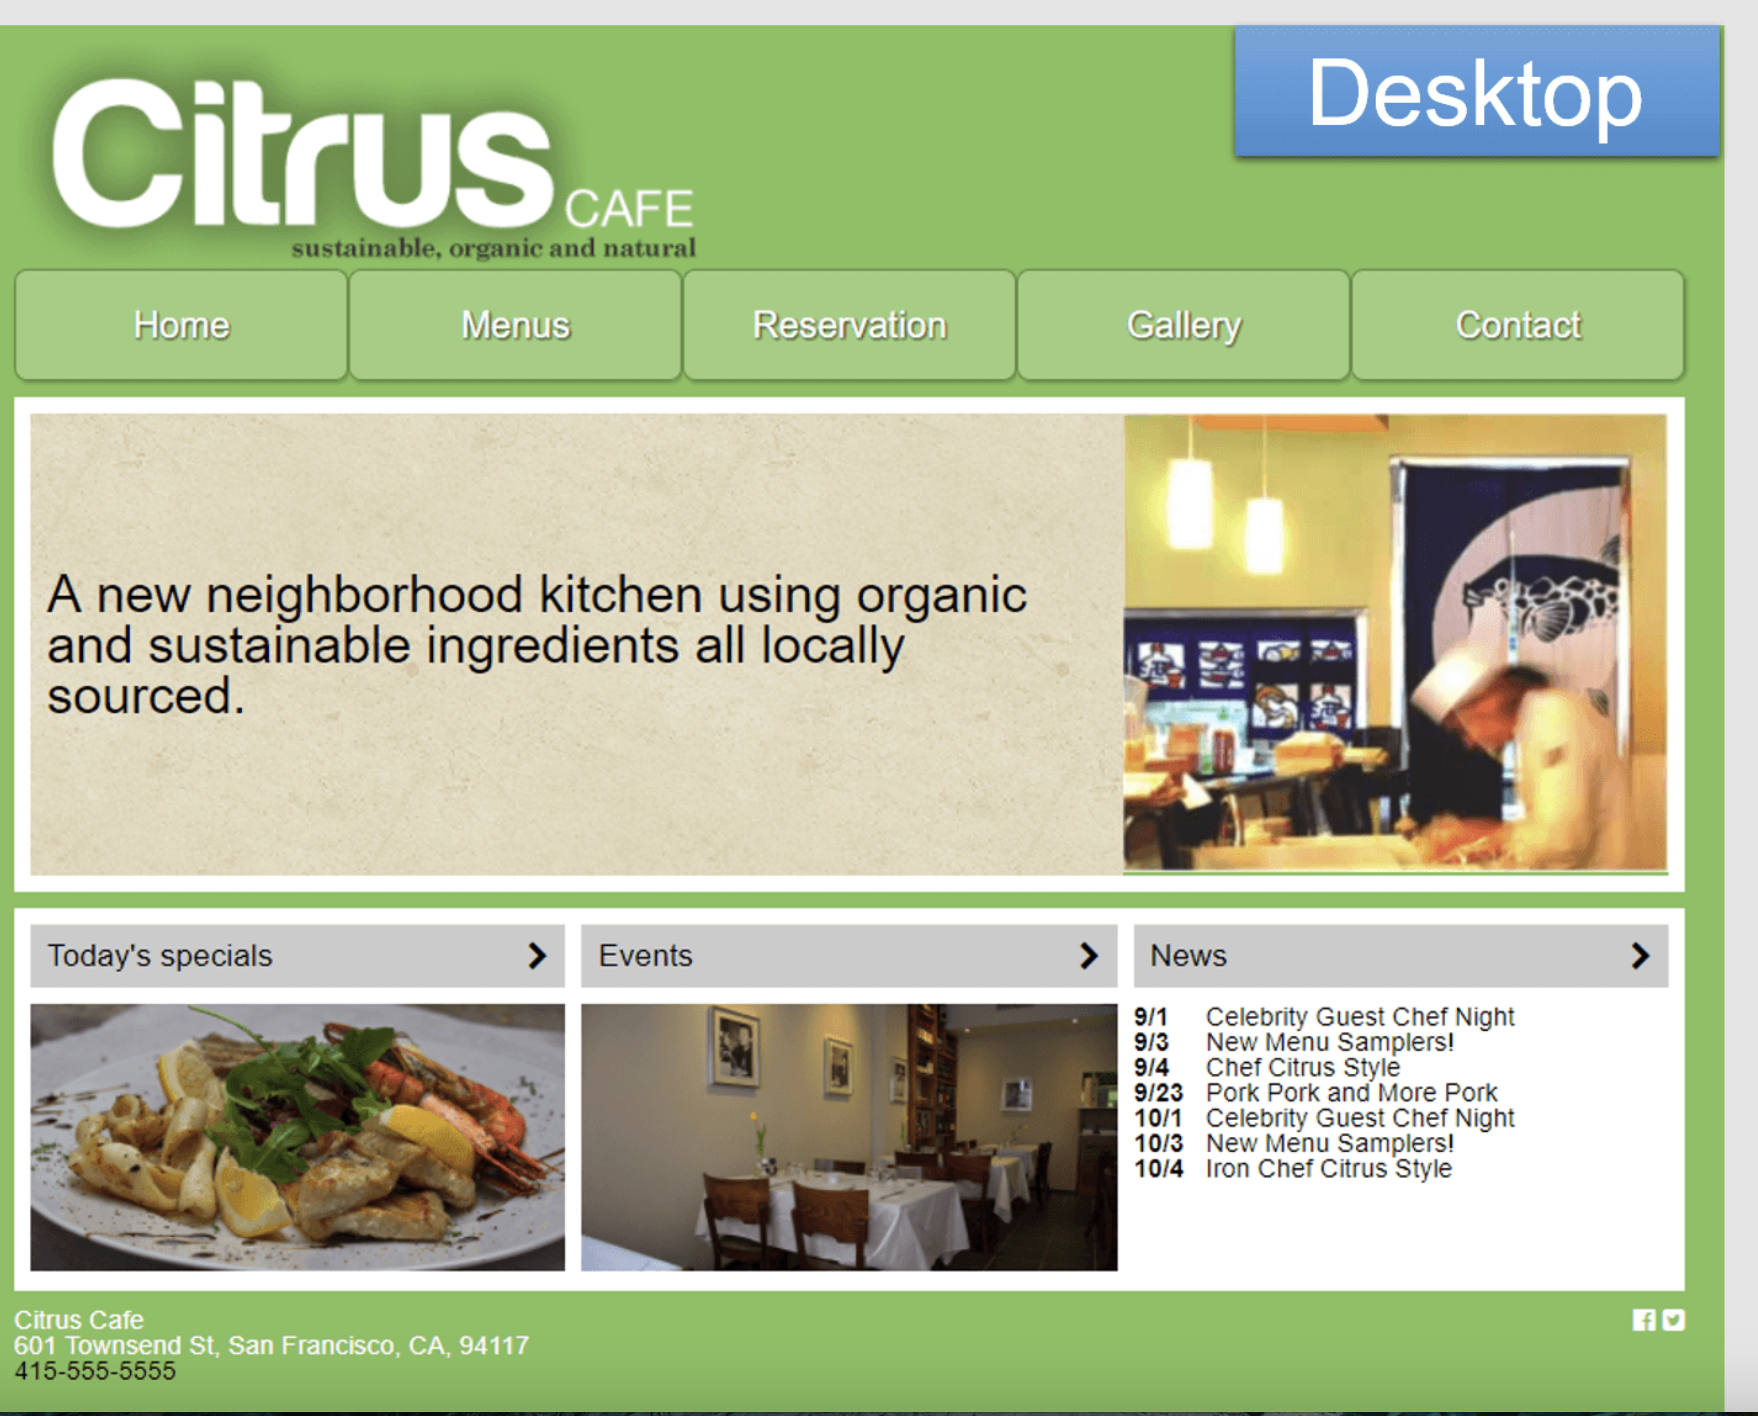 Desktop
Citrus CAFE
sustainable, organic and natural
Home
Menus
Reservation
Gallery
Contact
A new neighborhood kitchen using organic
and sustainable ingredients all locally
sourced.
Today's specials
Events
News
9/1 Celebrity Guest Chef Night
9/3 New Menu Samplers!
9/4 Chef Citrus Style
9/23 Pork Pork and More Pork
10/1 Celebrity Guest Chef Night
10/3 New Menu Samplers!
10/4 Iron Chef Citrus Style
Citrus Cafe
601 Townsend St, San Francisco, CA, 94117
415-555-5555